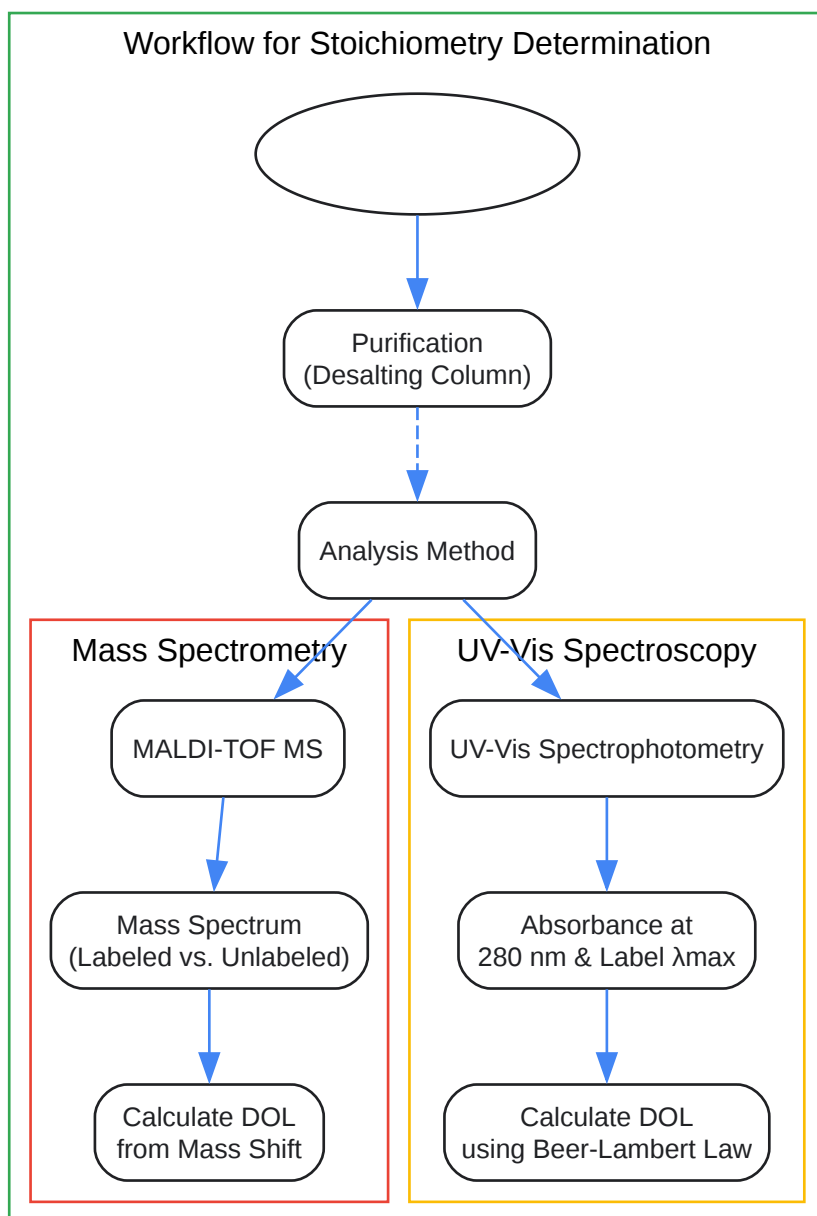 Workflow for Stoichiometry Determination
Purification
(Desalting Column)
Analysis Method
Mass Spectrometry
MALDI-TOF MS
Mass Spectrum
(Labeled vs. Unlabeled)
Calculate DOL
from Mass Shift
UV-Vis Spectroscopy
UV-Vis Spectrophotometry
Absorbance at
280 nm & Label λmax
Calculate DOL
using Beer-Lambert Law